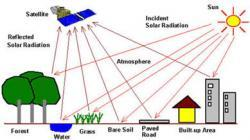 Satellite
Sun
Incident
Solar Radiation
Reflected
Solar Radiation
Atmosphere
Forest
Water
Grass
Bare Soil
Paved
Road
Built-up Area